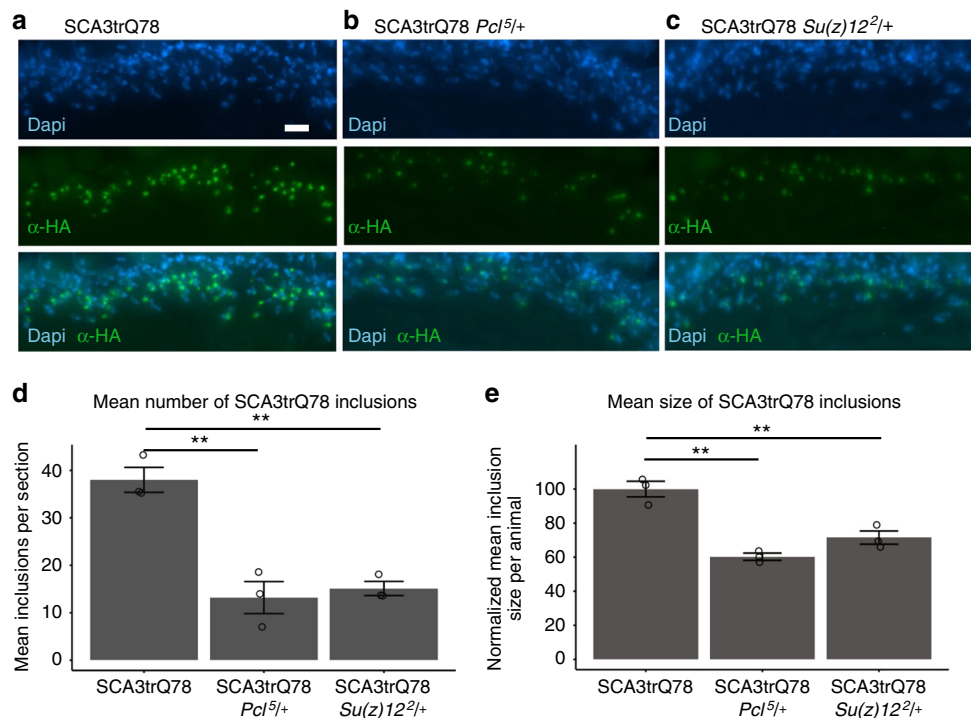 a SCA3trQ78
b SCA3trQ78 Pcl⁵/+
c SCA3trQ78 Su(z)12²/+
Dapi Dapi Dapi
α-HA α-HA α-HA
Dapi α-HA Dapi α-HA Dapi α-HA
d Mean number of SCA3trQ78 inclusions
**
**
Mean inclusions per section
40
30
20
10
0
SCA3trQ78
SCA3trQ78
Pcl⁵/+
SCA3trQ78
Su(z)12²/+
e Mean size of SCA3trQ78 inclusions
**
**
Normalized mean inclusion
size per animal
100
80
60
40
20
0
SCA3trQ78
SCA3trQ78
Pcl⁵/+
SCA3trQ78
Su(z)12²/+